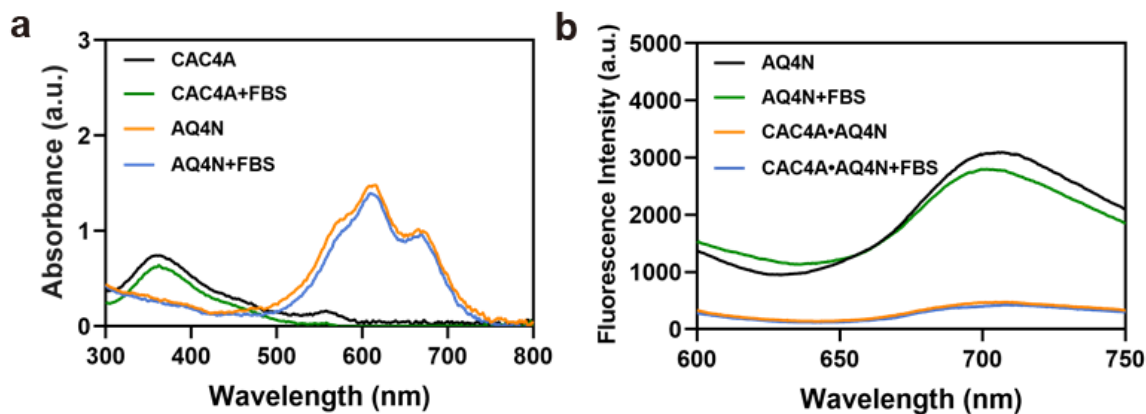 a
3
2
1
0
Absorbance (a.u.)
CAC4A
CAC4A+FBS
AQ4N
AQ4N+FBS
300 400 500 600 700 800
Wavelength (nm)
b
5000
4000
3000
2000
1000
0
Fluorescence Intensity (a.u.)
AQ4N
AQ4N+FBS
CAC4A•AQ4N
CAC4A•AQ4N+FBS
600 650 700 750
Wavelength (nm)